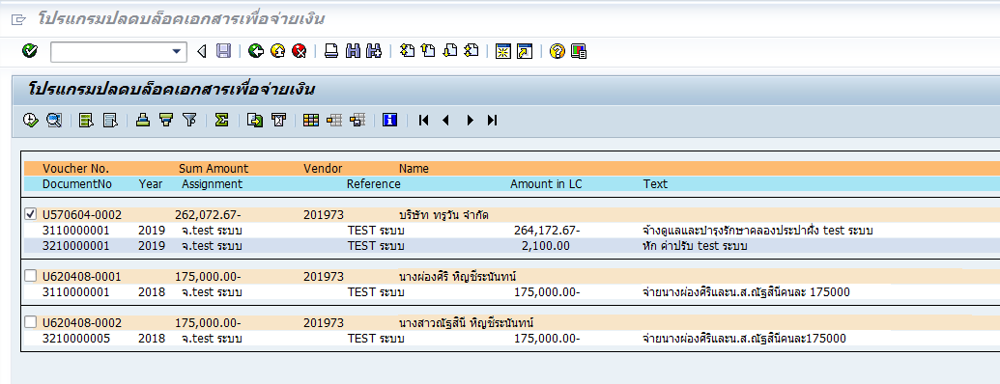 โปรแกรมปลดบล็อคเอกสารเพื่อจ่ายเงิน
โปรแกรมปลดบล็อคเอกสารเพื่อจ่ายเงิน
Voucher No. Sum Amount Vendor Name
DocumentNo Year Assignment Reference Amount in LC Text
U570604-0002 262,072.67- 201973 บริษัท ทรูวัน จำกัด
3110000001 2019 จ.test ระบบ TEST ระบบ 264,172.67- จ้างดูแลและบำรุงรักษาคลองประปาฝั่ง test ระบบ
3210000001 2019 จ.test ระบบ TEST ระบบ 2,100.00 หัก ค่าปรับ test ระบบ
U620408-0001 175,000.00- 201973 นางผ่องศิริ หิญชีระนันทน์
3110000001 2018 จ.test ระบบ TEST ระบบ 175,000.00- จ่ายนางผ่องศิริและน.ส.ณัฐสินีคนละ 175000
U620408-0002 175,000.00- 201973 นางสาวณัฐสินี หิญชีระนันทน์
3210000005 2018 จ.test ระบบ TEST ระบบ 175,000.00- จ่ายนางผ่องศิริและน.ส.ณัฐสินีคนละ175000